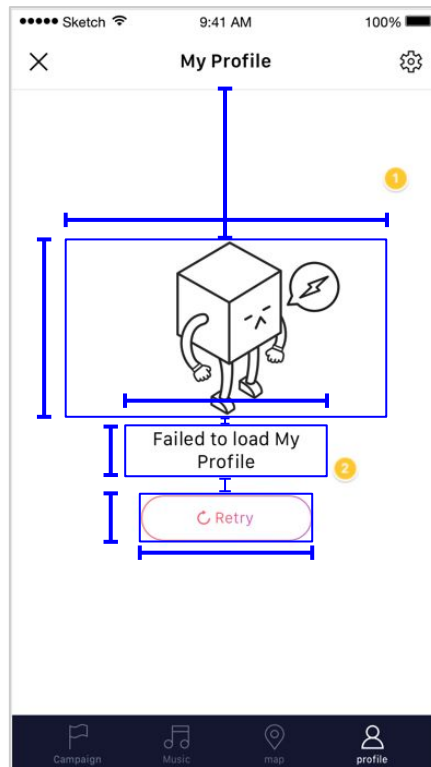 Sketch 9:41 AM 100%
My Profile
1
Failed to load My
Profile
2
Retry
Campaign Music map profile